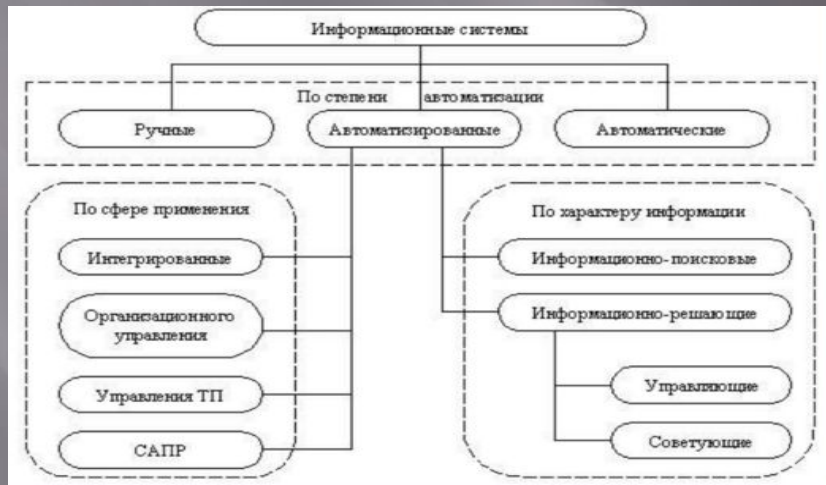 Информационные системы
По степени автоматизации
Ручные
Автоматизированные
Автоматические
По сфере применения
Интегрированные
Организационного
управления
Управления ТП
САПР
По характеру информации
Информационно-поисковые
Информационно-решающие
Управляющие
Советующие